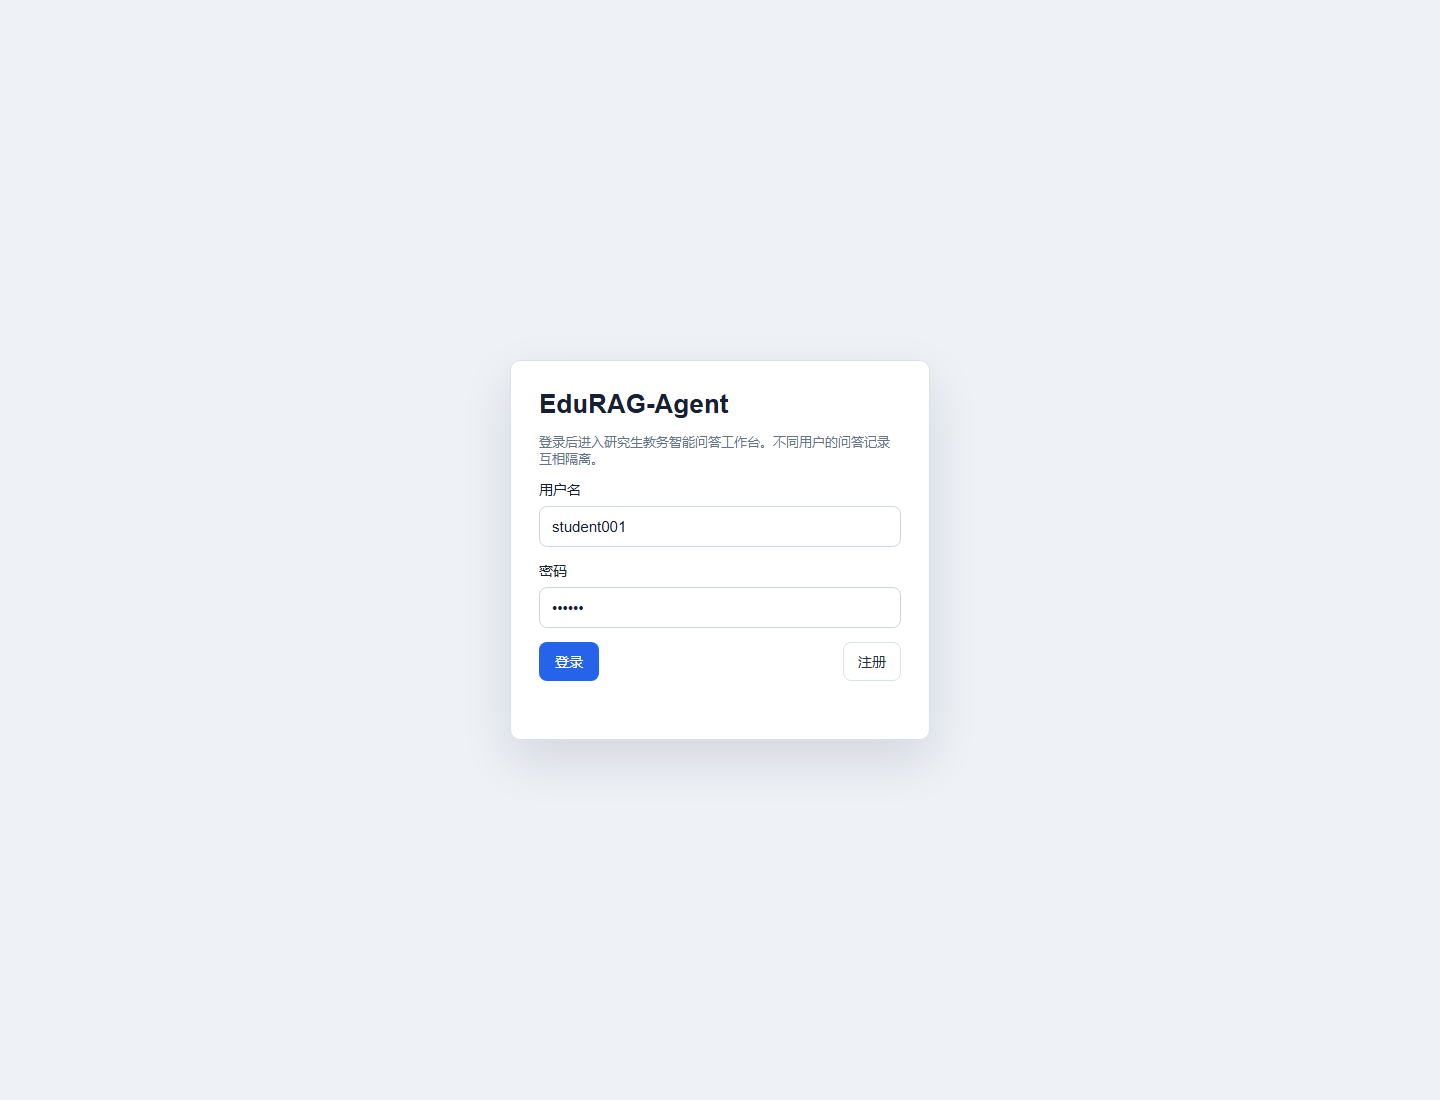 EduRAG-Agent
登录后进入研究生教务智能问答工作台。不同用户的问答记录
互相隔离。
用户名
student001
密码
••••••
登录
注册